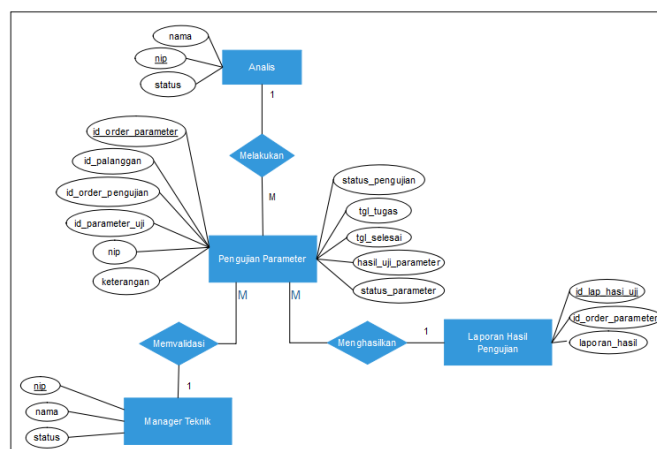 nama
nip
status
Analis
1
Melakukan
M
id_order_parameter
id_palanggan
id_order_pengujian
id_parameter_uji
nip
keterangan
Pengujian Parameter
status_pengujian
tgl_tugas
tgl_selesai
hasil_uji_parameter
status_parameter
M
M
Memvalidasi
1
Menghasilkan
1
Laporan Hasil
Pengujian
id_lap_hasi_uji
id_order_parameter
laporan_hasil
nip
nama
status
Manager Teknik